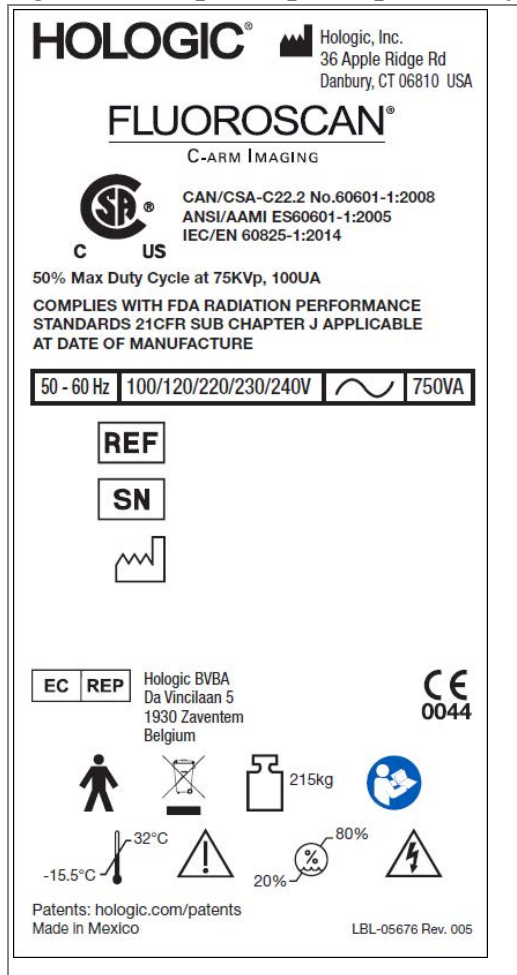 HOLOGIC®
Hologic, Inc.
36 Apple Ridge Rd
Danbury, CT 06810 USA
FLUOROSCAN®
C-ARM IMAGING
CSA ®
C US
CAN/CSA-C22.2 No.60601-1:2008
ANSI/AAMI ES60601-1:2005
IEC/EN 60825-1:2014
50% Max Duty Cycle at 75KVp, 100UA
COMPLIES WITH FDA RADIATION PERFORMANCE
STANDARDS 21CFR SUB CHAPTER J APPLICABLE
AT DATE OF MANUFACTURE
50 - 60 Hz 100/120/220/230/240V 750VA
REF
SN
EC REP
Hologic BVBA
Da Vincilaan 5
1930 Zaventem
Belgium
CE
0044
215kg
32°C
-15.5°C
%
80%
20%
Patents: hologic.com/patents
Made in Mexico
LBL-05676 Rev. 005